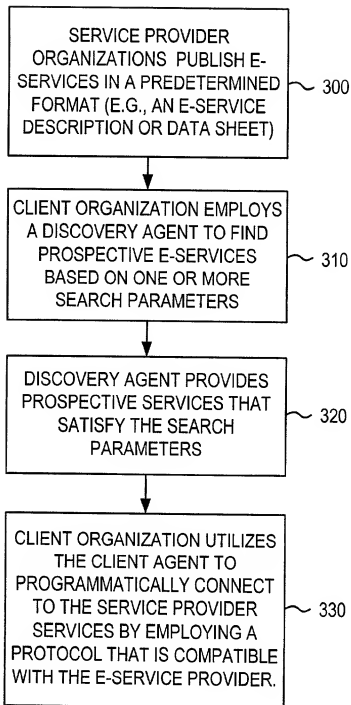 SERVICE PROVIDER
ORGANIZATIONS PUBLISH E-
SERVICES IN A PREDETERMINED
FORMAT (E.G., AN E-SERVICE
DESCRIPTION OR DATA SHEET)
300
CLIENT ORGANIZATION EMPLOYS
A DISCOVERY AGENT TO FIND
PROSPECTIVE E-SERVICES
BASED ON ONE OR MORE
SEARCH PARAMETERS
310
DISCOVERY AGENT PROVIDES
PROSPECTIVE SERVICES THAT
SATISFY THE SEARCH
PARAMETERS
320
CLIENT ORGANIZATION UTILIZES
THE CLIENT AGENT TO
PROGRAMMATICALLY CONNECT
TO THE SERVICE PROVIDER
SERVICES BY EMPLOYING A
PROTOCOL THAT IS COMPATIBLE
WITH THE E-SERVICE PROVIDER.
330